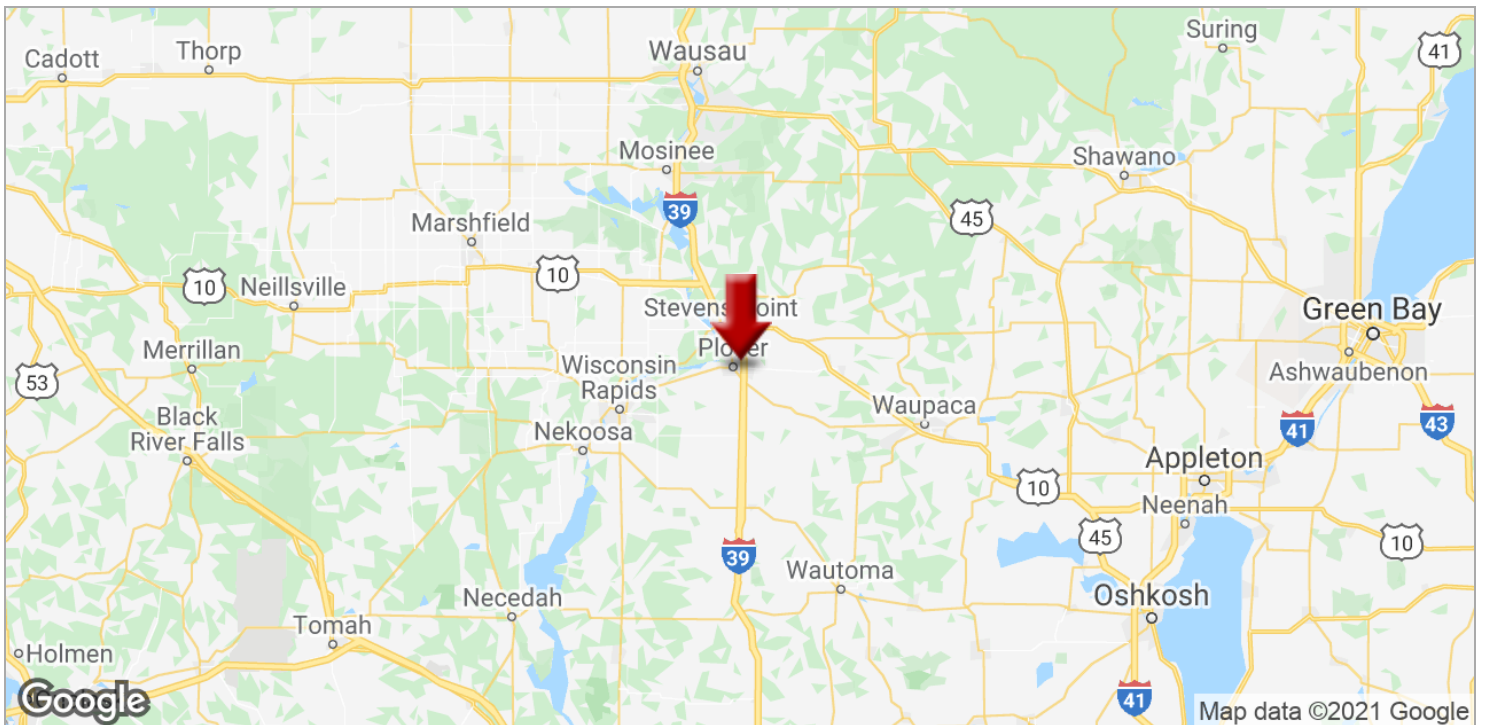 Suring
41
Cadott
Thorp
Wausau
Mosinee
Shawano
39
45
Marshfield
10
10
Neillsville
Stevens Point
Green Bay
Plover
Merrillan
Wisconsin
Rapids
53
Ashwaubenon
Black
River Falls
Waupaca
Nekoosa
41
43
Appleton
10
Neenah
45
10
39
Wautoma
Necedah
Oshkosh
Tomah
Holmen
Google
41
Map data ©2021 Google